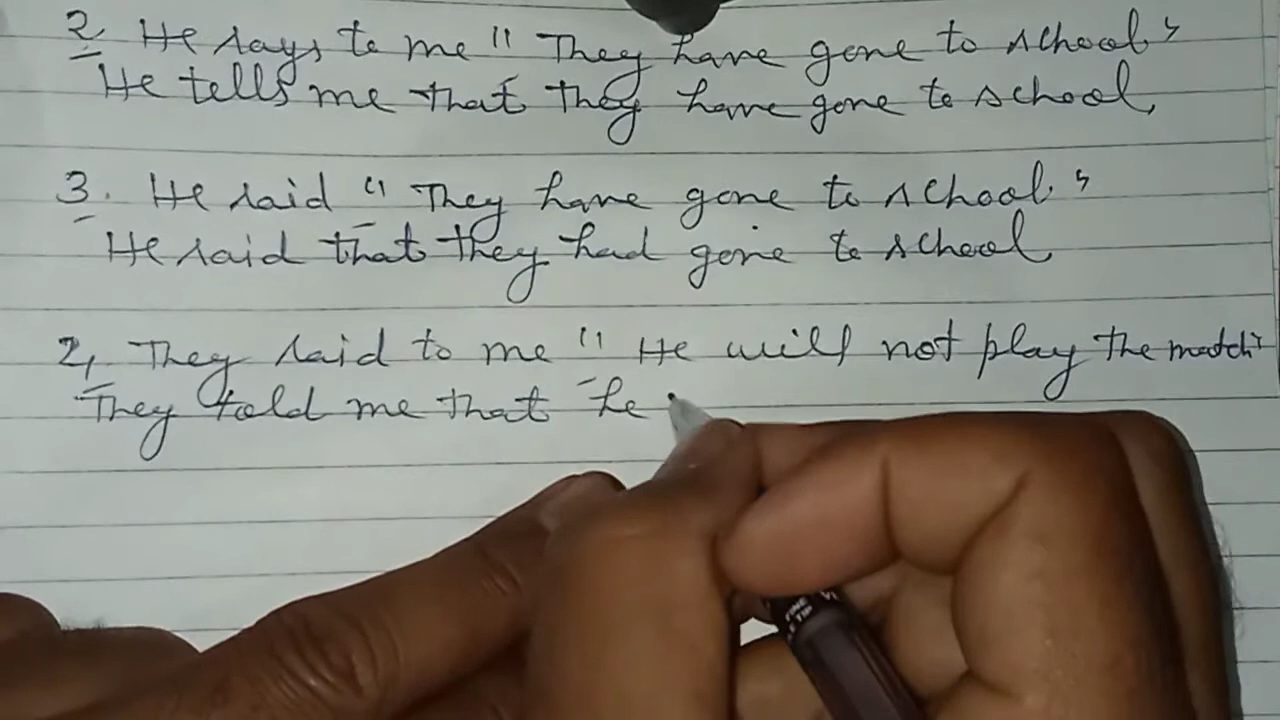 2, He says to me " They have gone to school "
He tells me that they have gone to school,
3. He said " They have gone to school. "
He said that they had gone to school,
2, They said to me " He will not play the match "
They told me that he
FINE
TIP